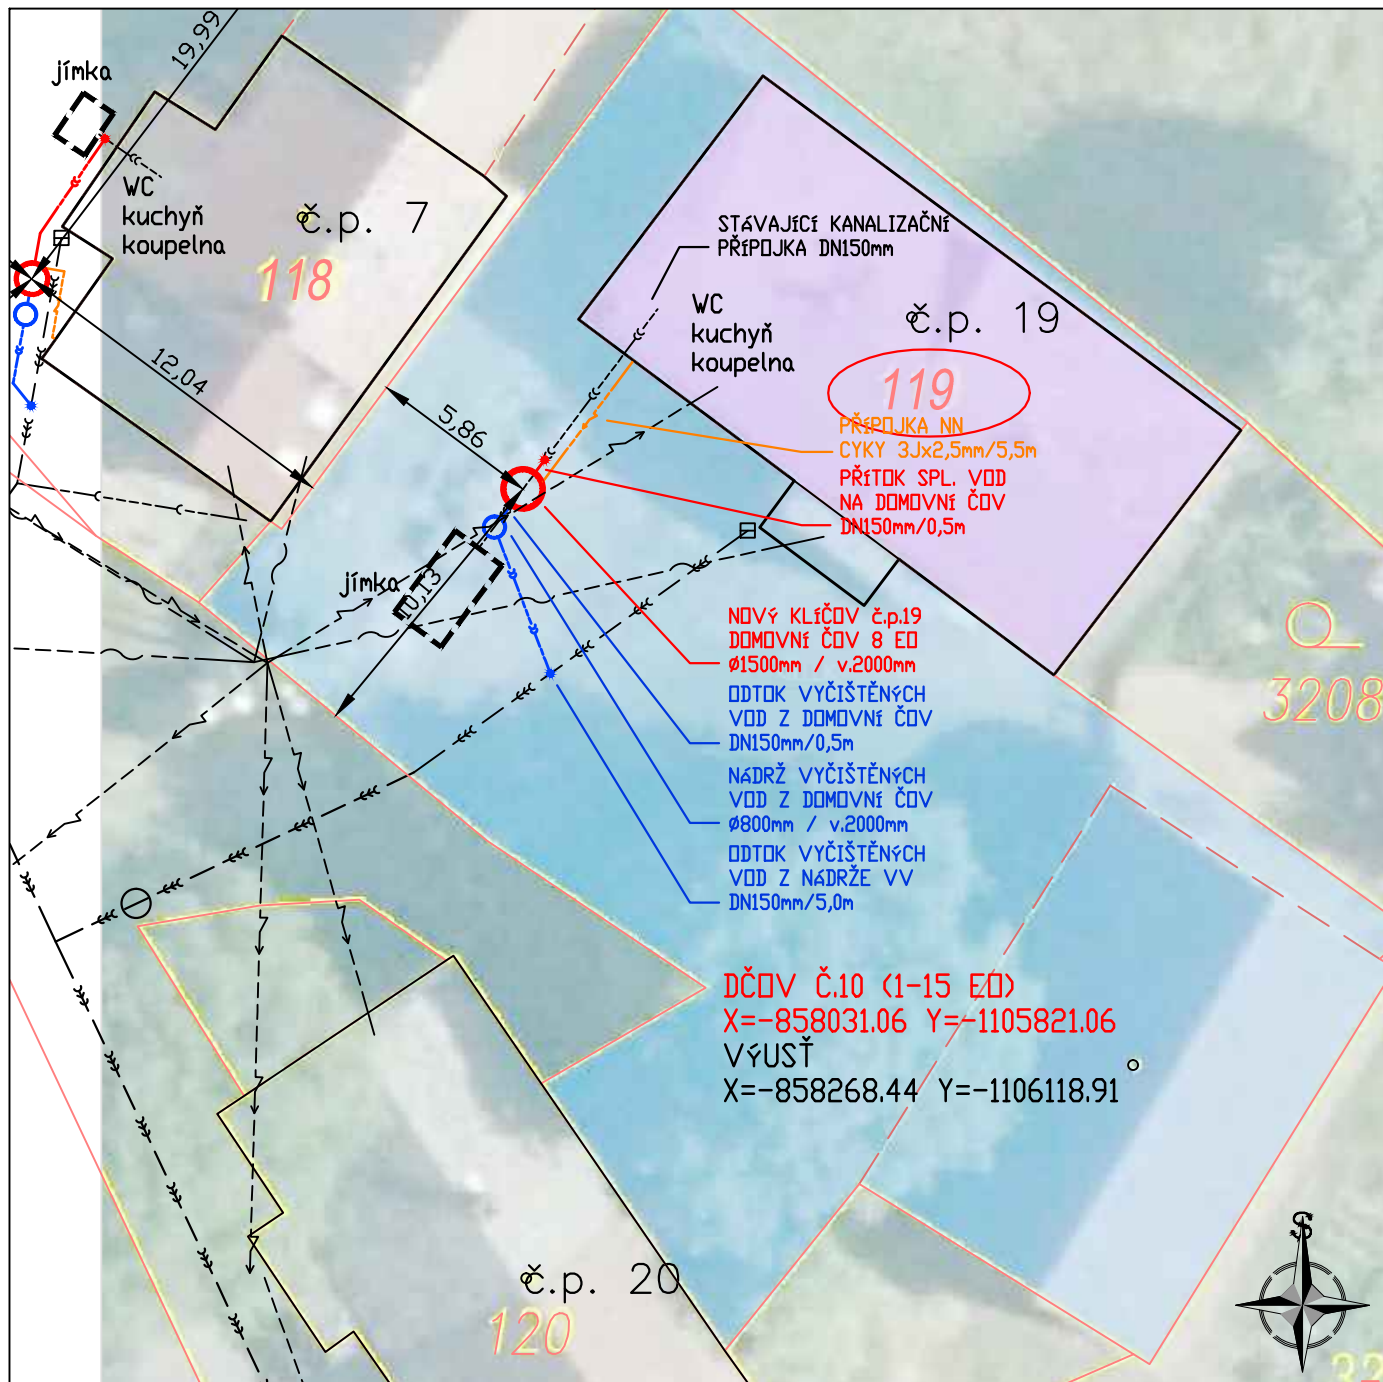 19,99
jímka
WC
kuchyň
koupelna
č.p. 7
118
12,04
STÁVAJÍCÍ KANALIZAČNÍ
PŘÍPOJKA DN150mm
WC
kuchyň
koupelna
č.p. 19
119
5,86
PŘÍPOJKA NN
CYKY 3Jx2,5mm/5,5m
PŘÍTOK SPL. VOD
NA DOMOVNÍ ČOV
DN150mm/0,5m
jímka
10,13
NOVÝ KLÍČOV č.p.19
DOMOVNÍ ČOV 8 EO
Ø1500mm / v.2000mm
ODTOK VYČIŠTĚNÝCH
VOD Z DOMOVNÍ ČOV
DN150mm/0,5m
NÁDRŽ VYČIŠTĚNÝCH
VOD Z DOMOVNÍ ČOV
Ø800mm / v.2000mm
ODTOK VYČIŠTĚNÝCH
VOD Z NÁDRŽE VV
DN150mm/5,0m
3208
DČOV Č.10 (1-15 EO)
X=-858031.06 Y=-1105821.06
VÝUSŤ
X=-858268.44 Y=-1106118.91
S
č.p. 20
120